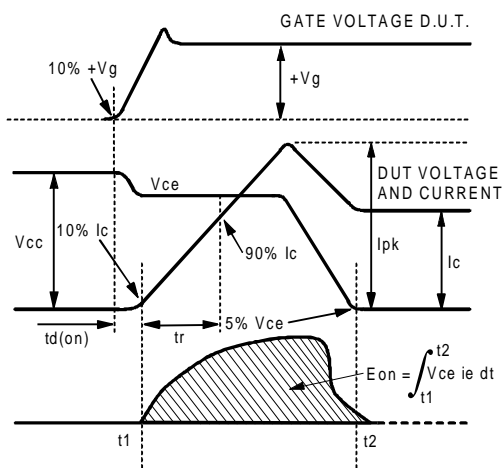 GATE VOLTAGE D.U.T.
10% +Vg
+Vg
Vce
DUT VOLTAGE
AND CURRENT
Vcc
10% Ic
90% Ic
Ipk
Ic
td(on)
tr
5% Vce
Eon = ∫ Vce ie dt
t2
t1
t1
t2